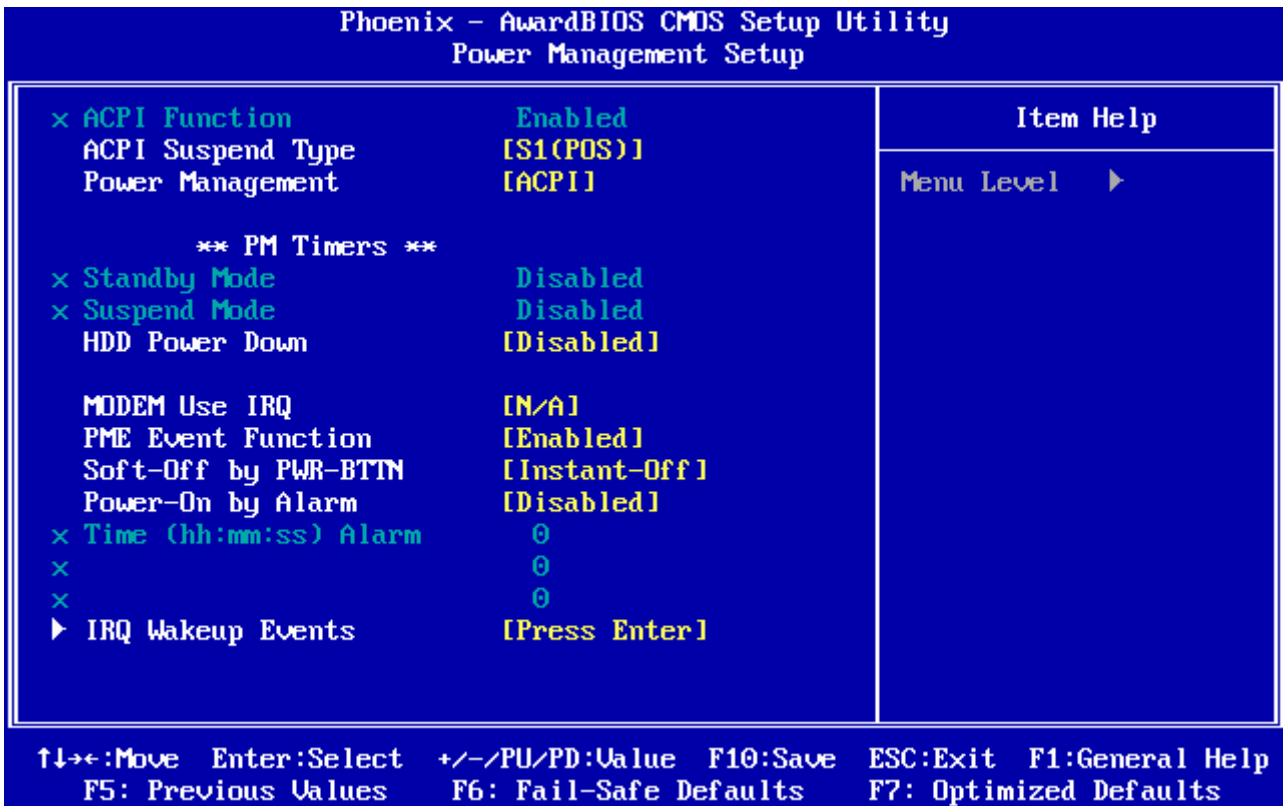 Phoenix - AwardBIOS CMOS Setup Utility
Power Management Setup
x ACPI Function Enabled
ACPI Suspend Type [S1(POS)]
Power Management [ACPI]
** PM Timers **
x Standby Mode Disabled
x Suspend Mode Disabled
HDD Power Down [Disabled]
MODEM Use IRQ [N/A]
PME Event Function [Enabled]
Soft-Off by PWR-BTTN [Instant-Off]
Power-On by Alarm [Disabled]
x Time (hh:mm:ss) Alarm 0
x 0
x 0
▶ IRQ Wakeup Events [Press Enter]
Item Help
Menu Level ▶
↑↓→←:Move Enter:Select +/-/PU/PD:Value F10:Save ESC:Exit F1:General Help
F5: Previous Values F6: Fail-Safe Defaults F7: Optimized Defaults